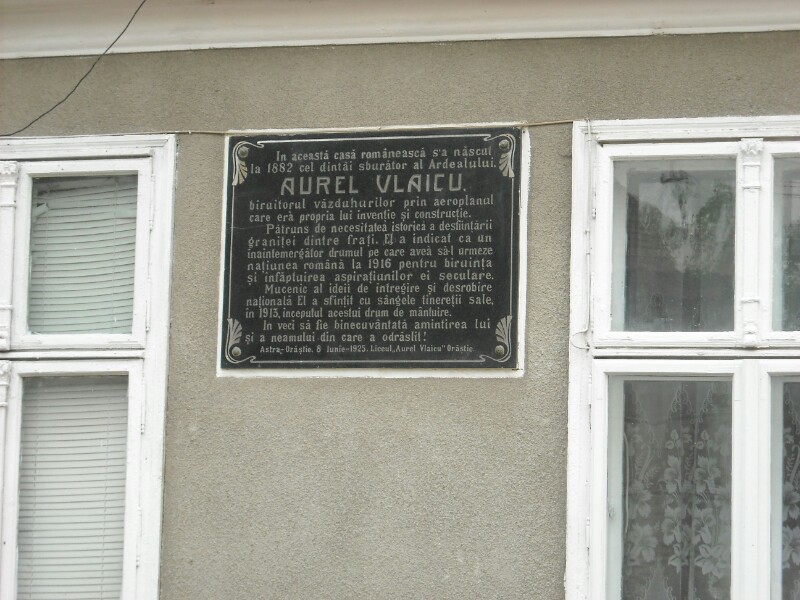 In această casă românească s'a născut
la 1882 cel dintâi sburător al Ardealului.
AUREL VLAICU.
biruitorul văzduhurilor prin aeroplanul
care eră propria lui invenție și construcție.
Pătruns de necesitatea istorică a desființării
graniței dintre frați. El a indicat ca un
înaintemergător drumul pe care aveà să-l urmeze
națiunea română la 1916 pentru biruința
și înfăptuirea aspirațiunilor ei seculare.
Mucenic al ideii de întregire și desrobire
națională El a sfințit cu sângele tinereții sale,
în 1913, începutul acestui drum de mântuire.
In veci să fie binecuvântată amintirea lui
și a neamului din care a odrăslit!
Astra-Orăștie. 8 Iunie-1925. Liceul „Aurel Vlaicu" Orăștie